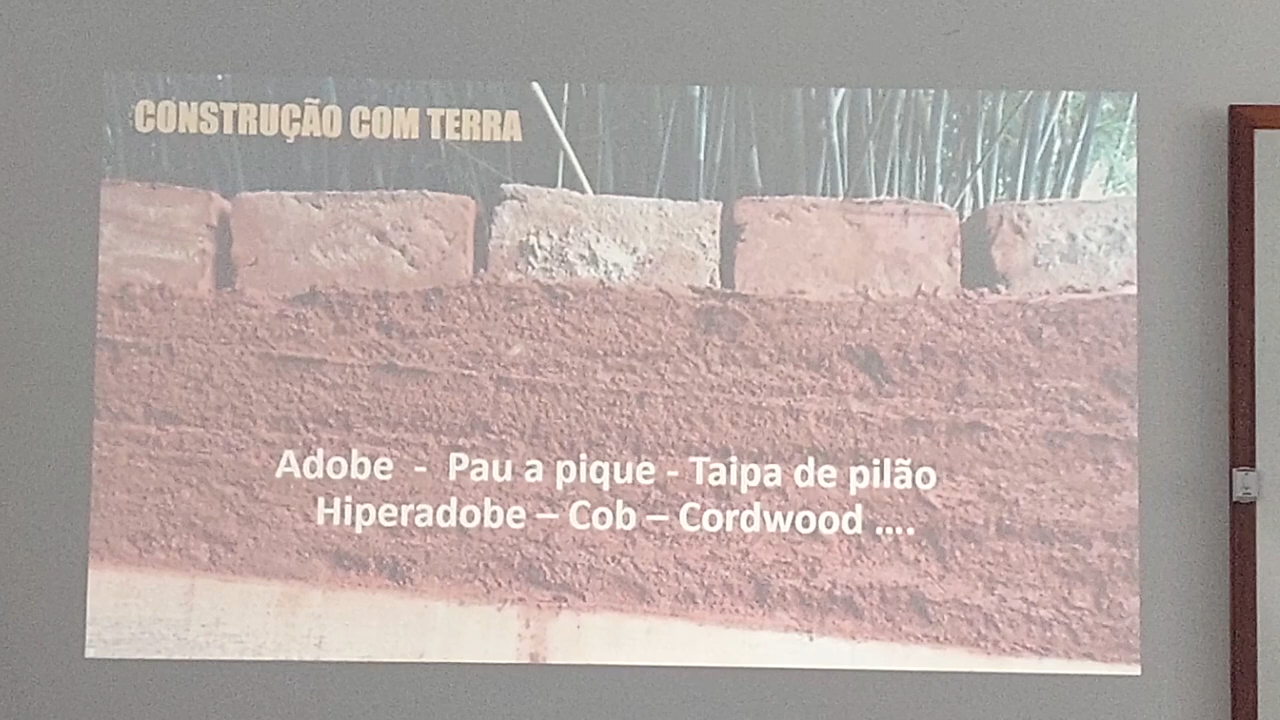 CONSTRUÇÃO COM TERRA
Adobe - Pau a pique - Taipa de pilão
Hiperadobe – Cob – Cordwood ....